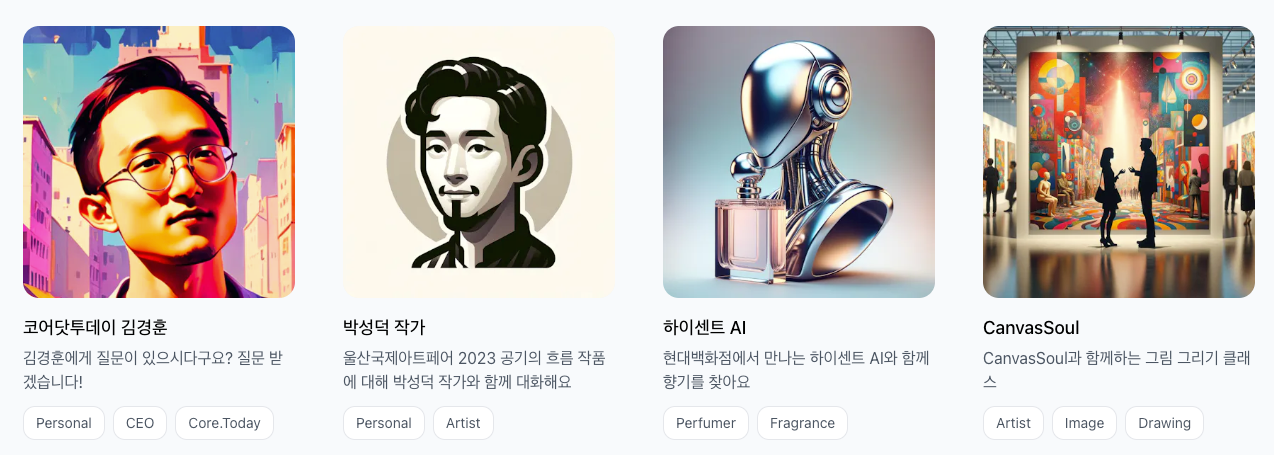 코어닷투데이 김경훈
김경훈에게 질문이 있으시다구요? 질문 받
겠습니다!
Personal
CEO
Core.Today
박성덕 작가
울산국제아트페어 2023 공기의 흐름 작품
에 대해 박성덕 작가와 함께 대화해요
Personal
Artist
하이센트 AI
현대백화점에서 만나는 하이센트 AI와 함께
향기를 찾아요
Perfumer
Fragrance
CanvasSoul
CanvasSoul과 함께하는 그림 그리기 클래
스
Artist
Image
Drawing